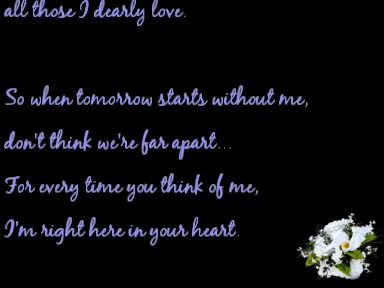 all those I dearly love.
So when tomorrow starts without me,
don't think we're far apart...
For every time you think of me,
I'm right here in your heart.